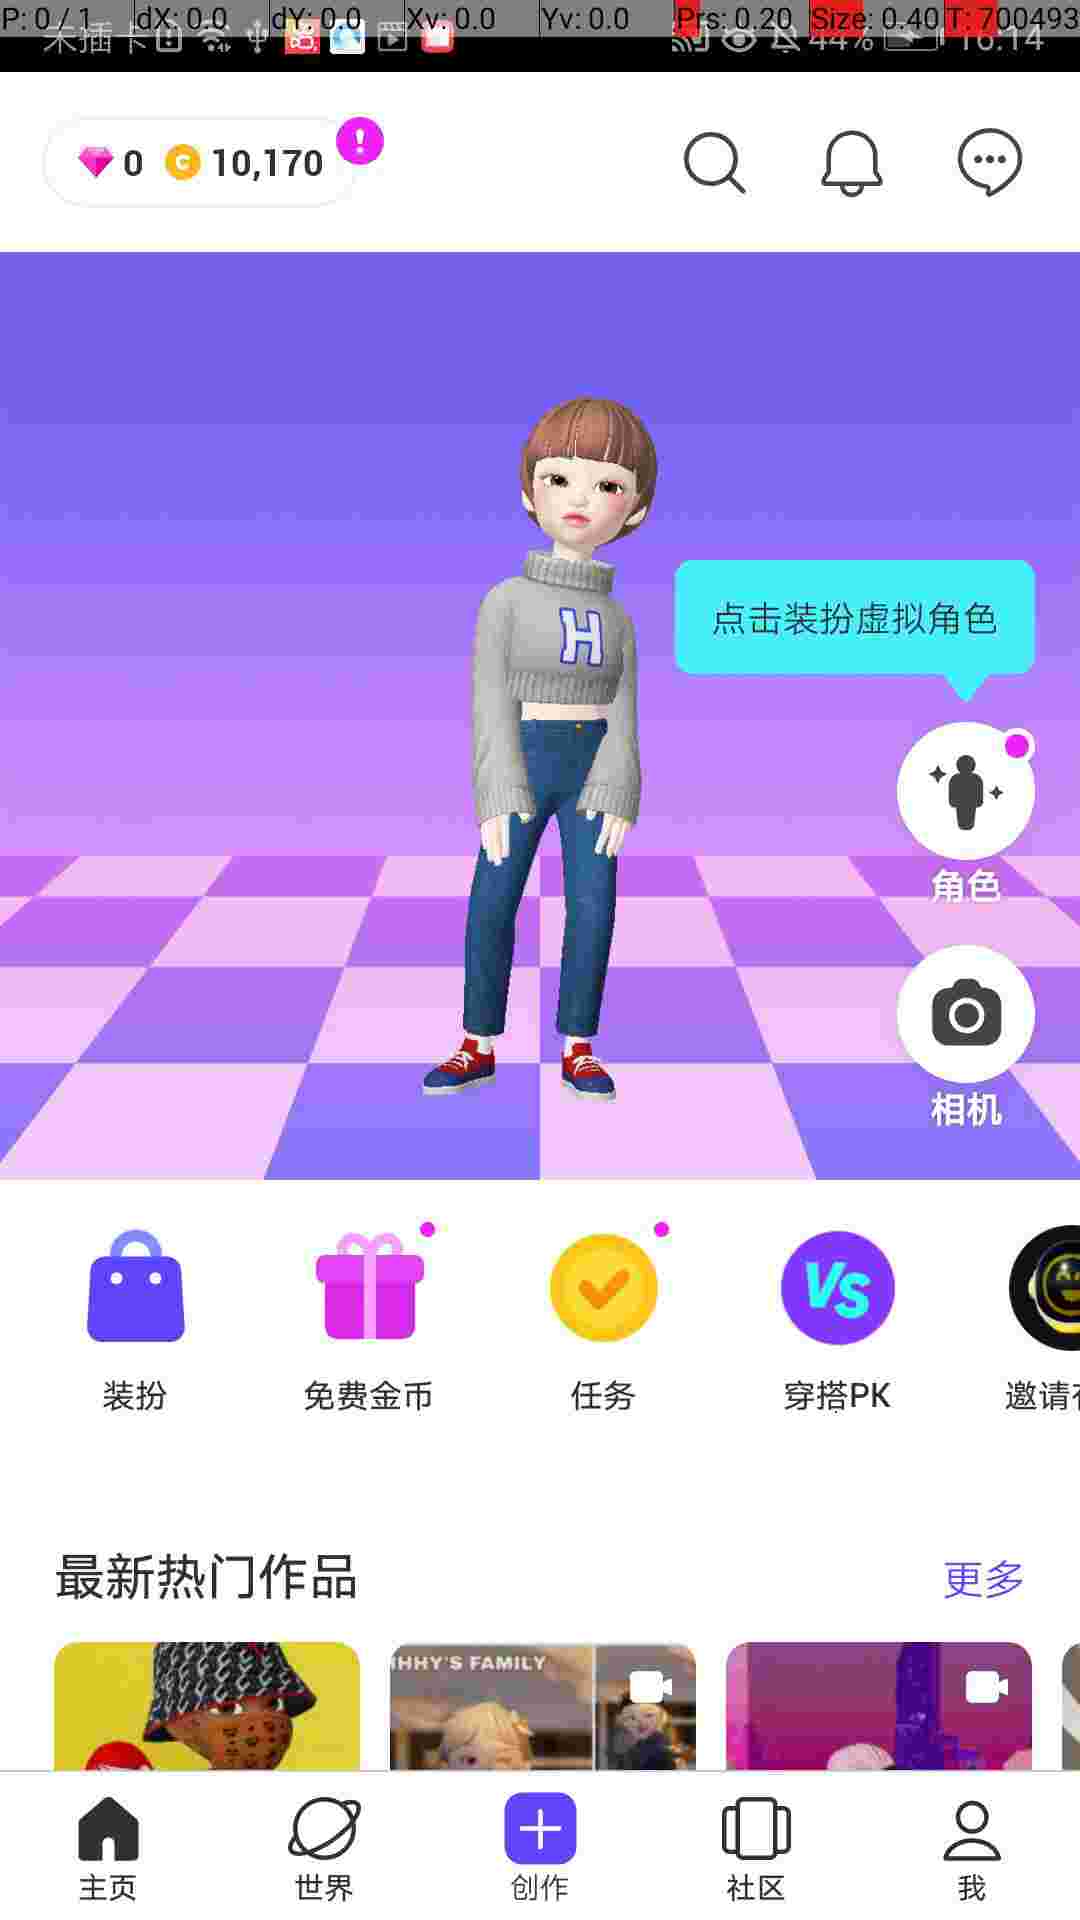 P: 0 / 1 dX: 0.0 dY: 0.0 Xv: 0.0 Yv: 0.0 Prs: 0.20 Size: 0.40 T: 700493
未插卡 44% 16:14
0 C 10,170 !
H
点击装扮虚拟角色
角色
相机
VS
装扮 免费金币 任务 穿搭PK 邀请
最新热门作品 更多
HHY'S FAMILY
主页 世界 创作 社区 我